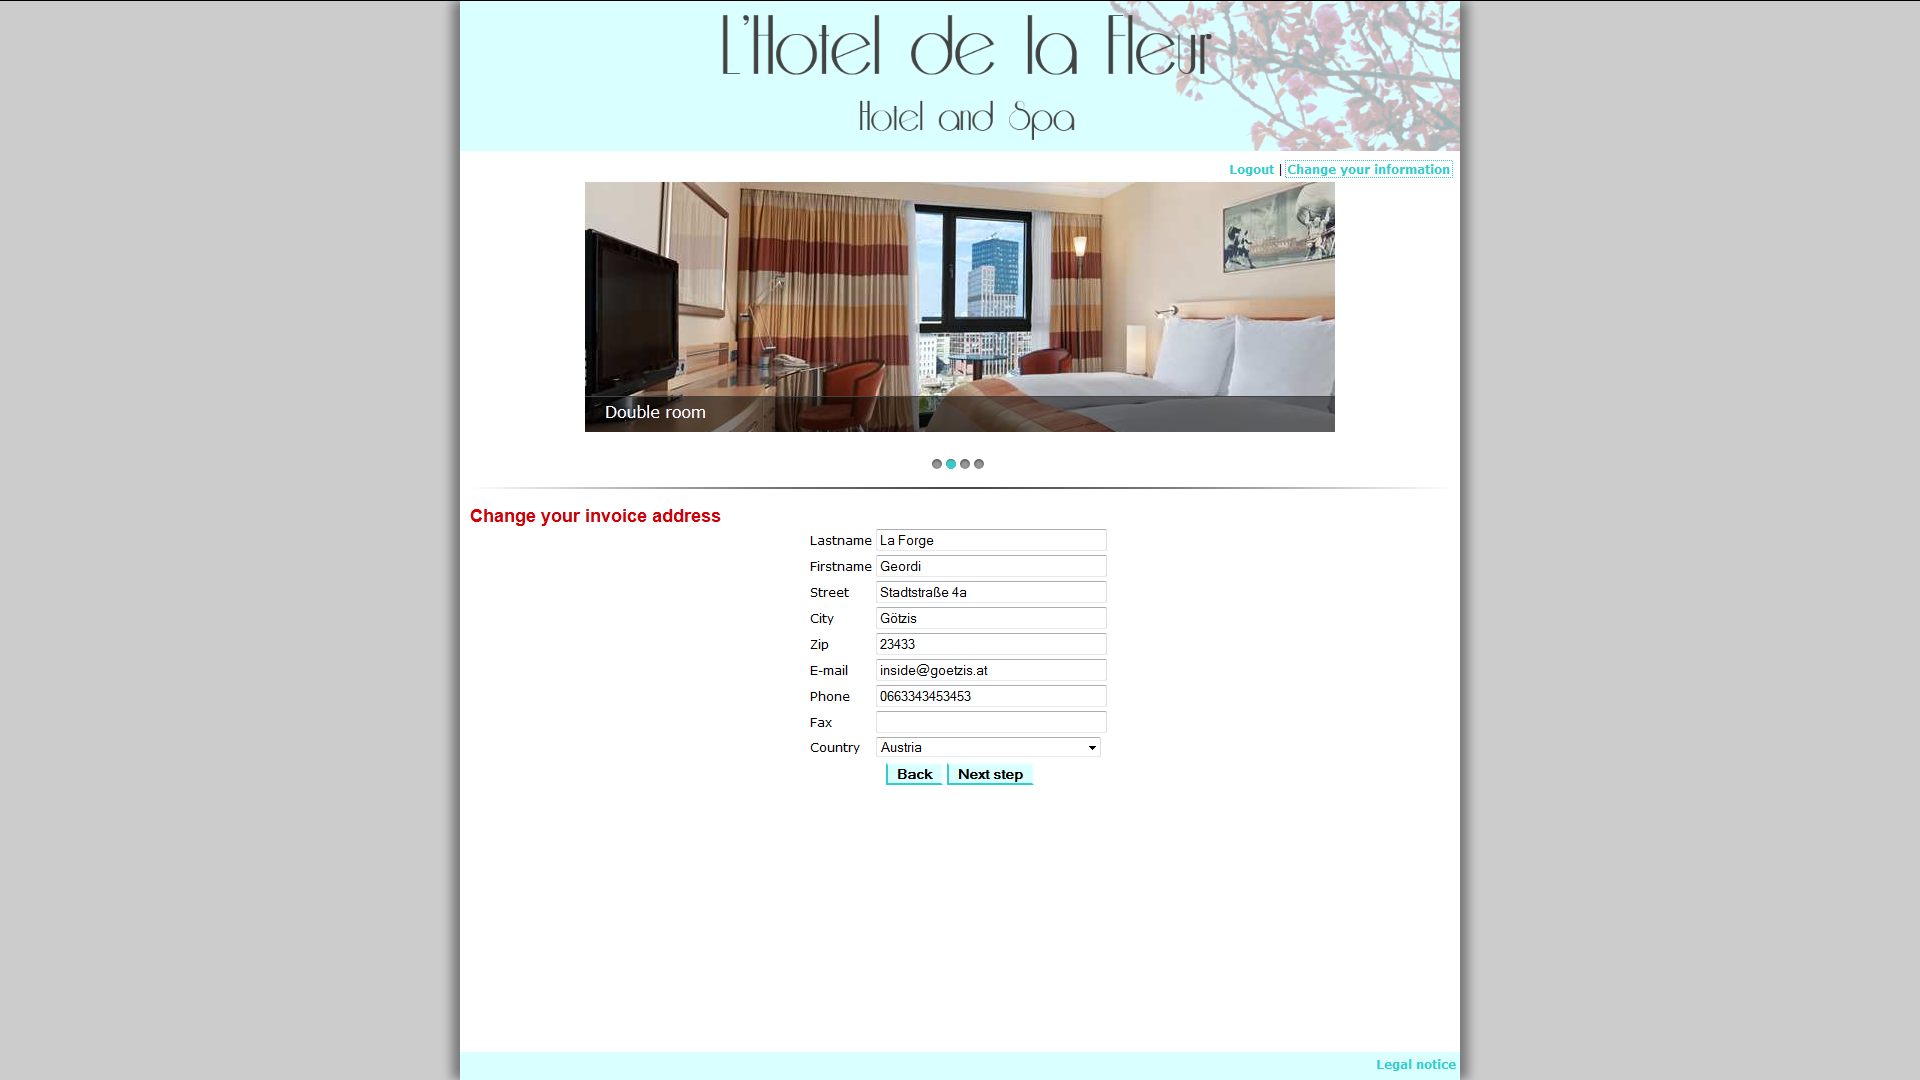 L'Hotel de la Fleur
Hotel and Spa
Logout | Change your information
Double room
Change your invoice address
Lastname La Forge
Firstname Geordi
Street Stadtstraße 4a
City Götzis
Zip 23433
E-mail inside@goetzis.at
Phone 0663343453453
Fax
Country Austria
Back Next step
Legal notice